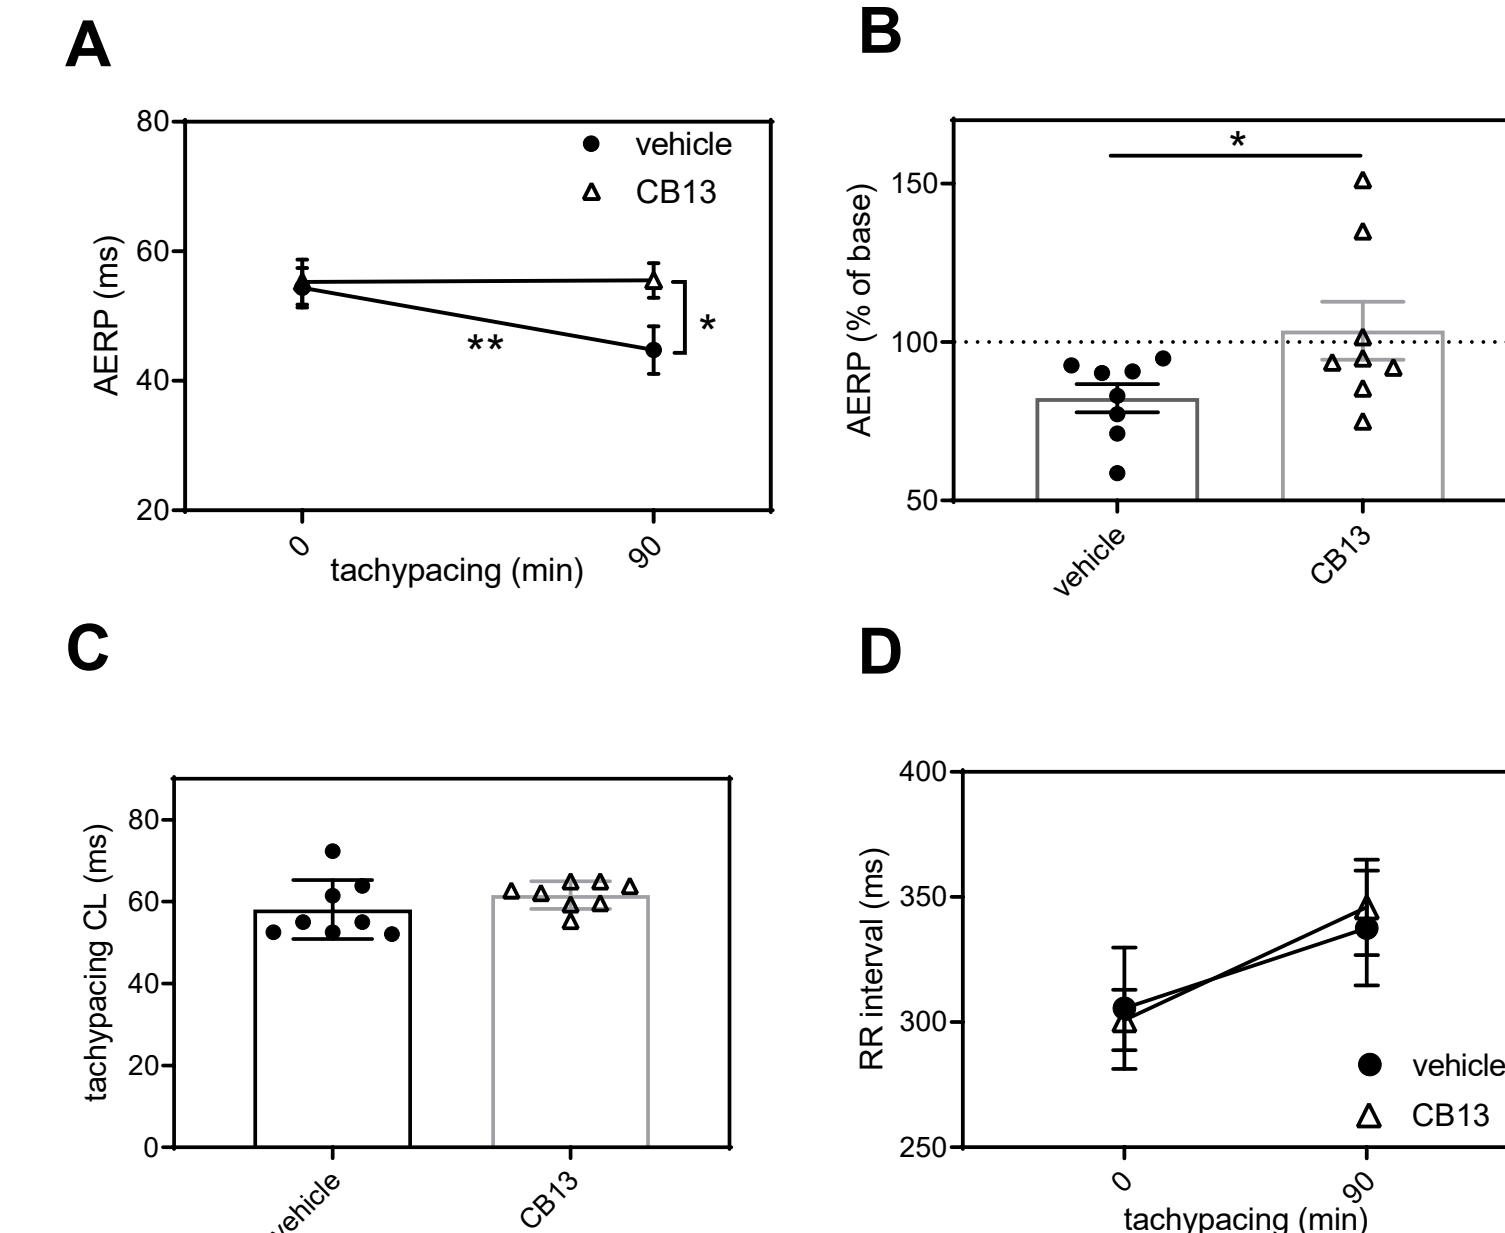 A
80
60
40
20
AERP (ms)
vehicle
CB13
**
*
0
90
tachypacing (min)
B
150
100
50
AERP (% of base)
*
vehicle
CB13
C
80
60
40
20
0
tachypacing CL (ms)
vehicle
CB13
D
400
350
300
250
RR interval (ms)
vehicle
CB13
0
90
tachypacing (min)